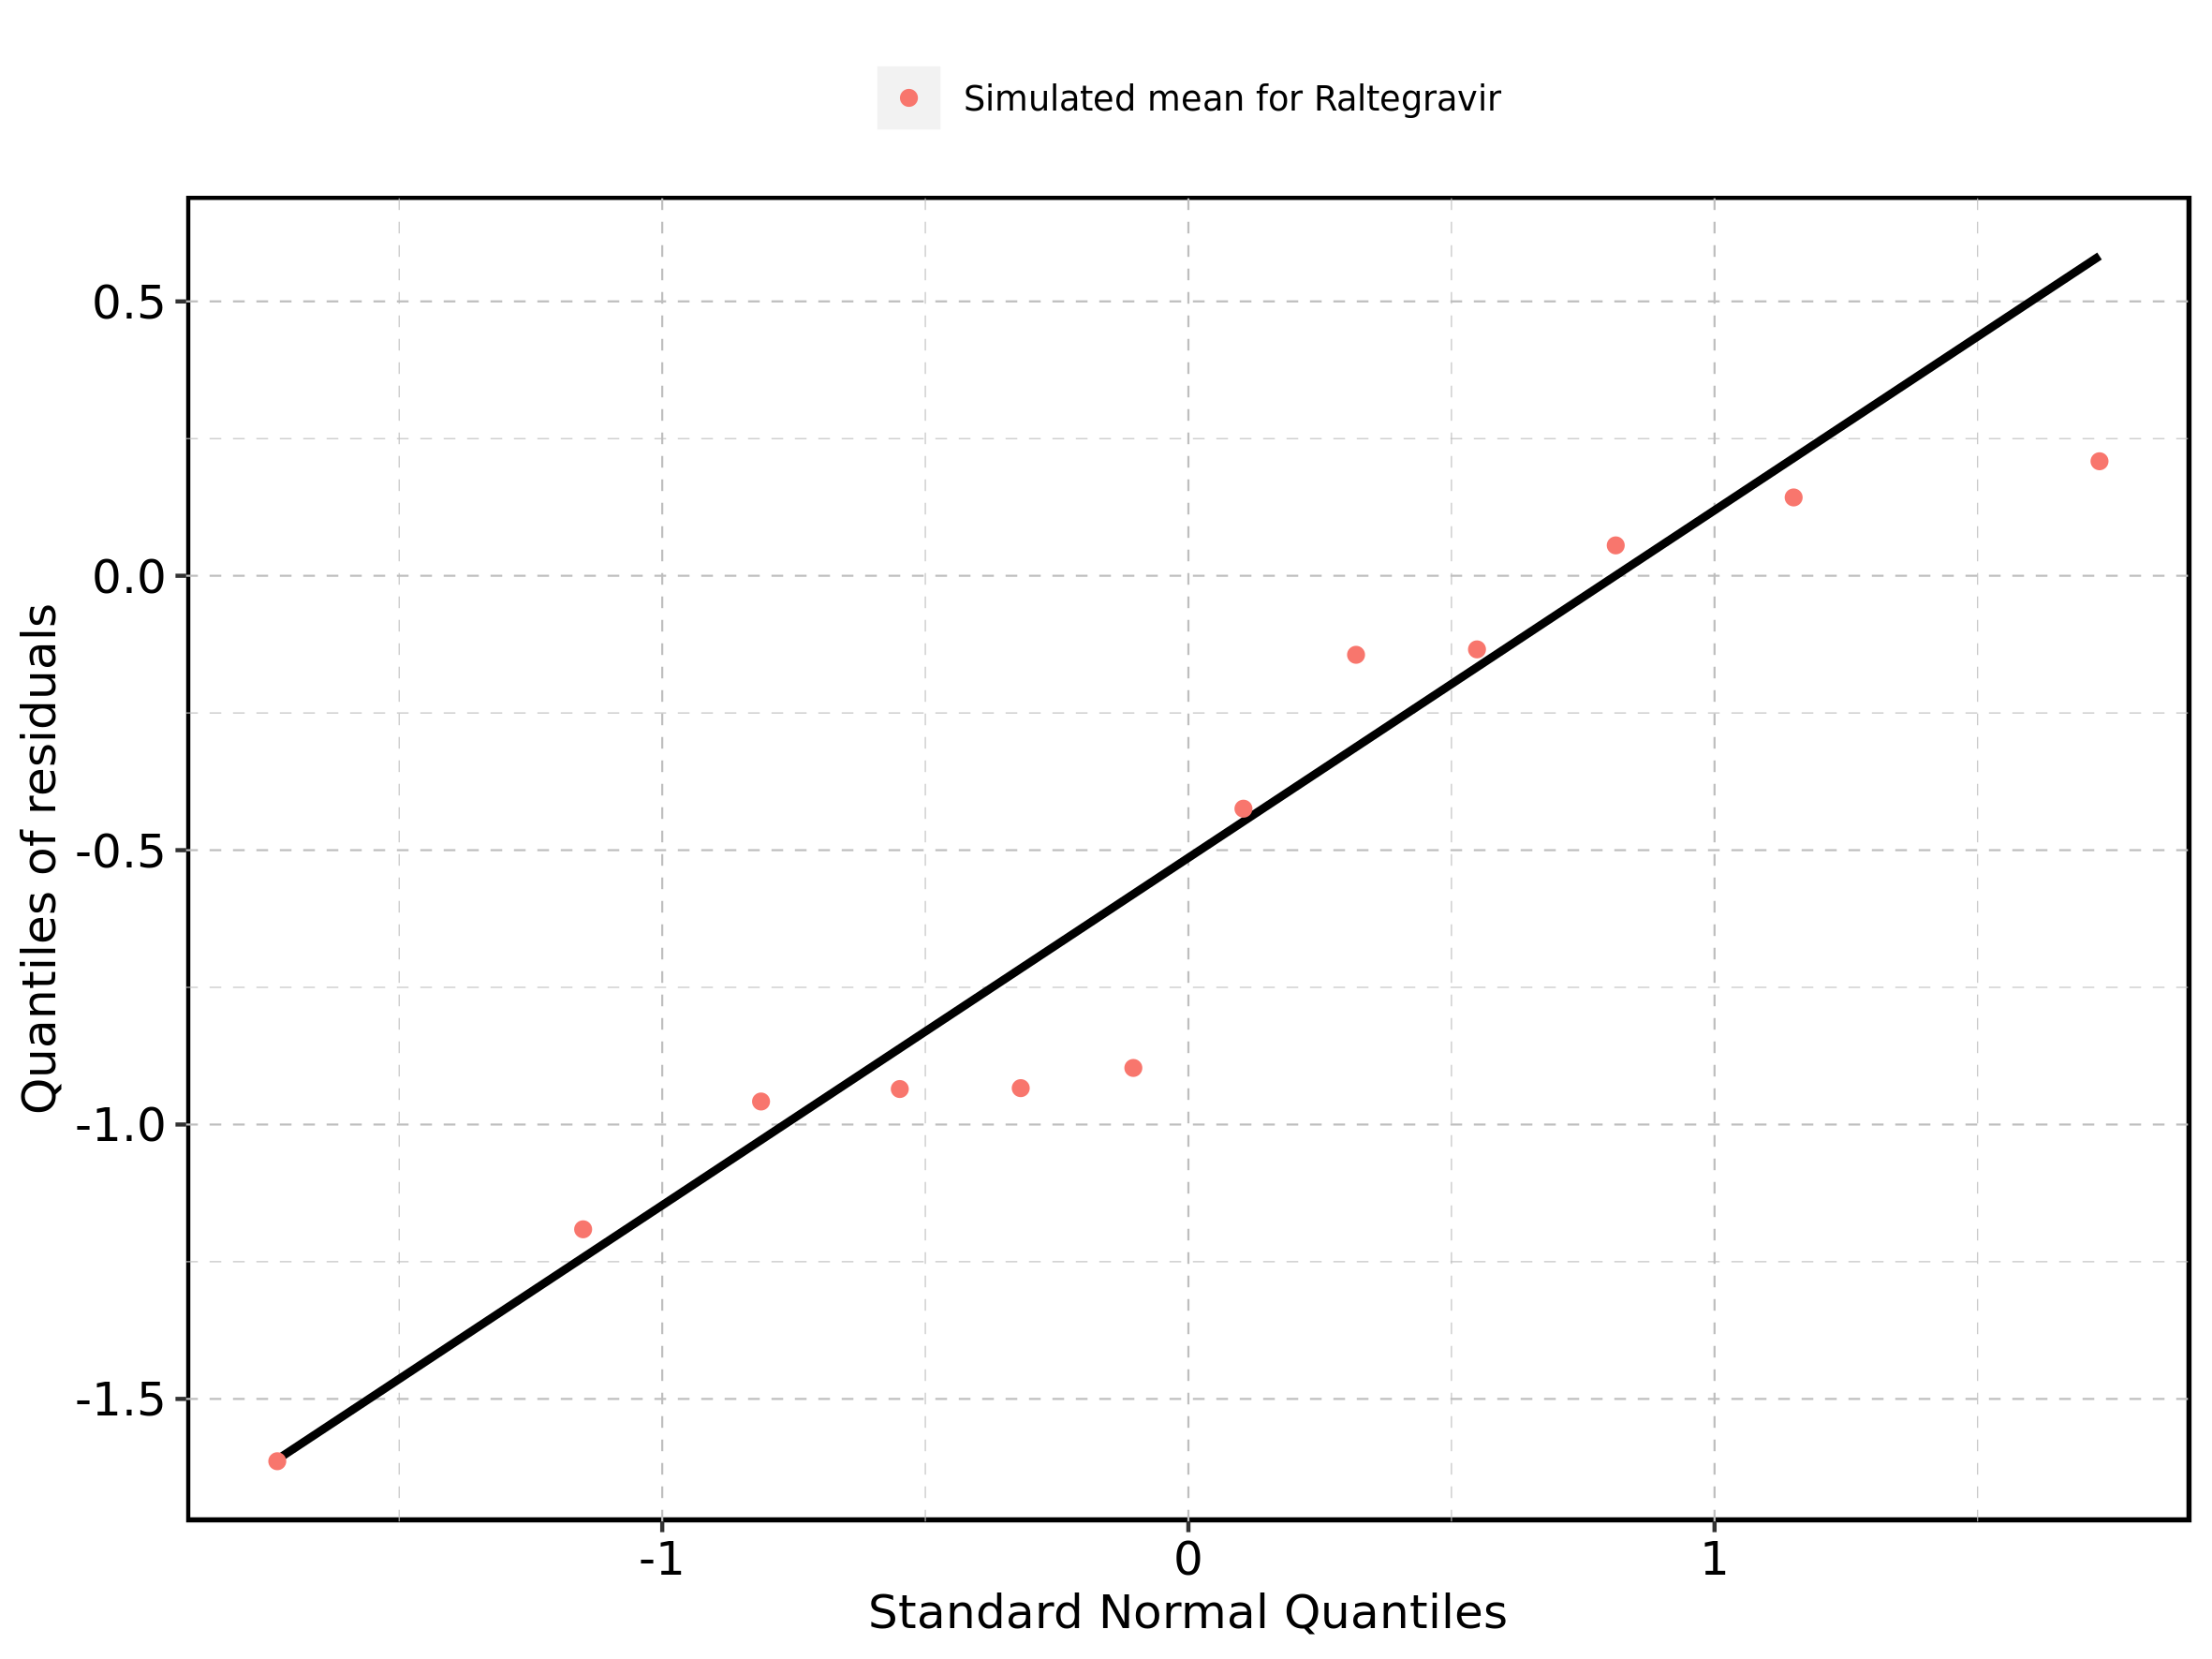 Simulated mean for Raltegravir
Quantiles of residuals
0.5
0.0
-0.5
-1.0
-1.5
-1
0
1
Standard Normal Quantiles